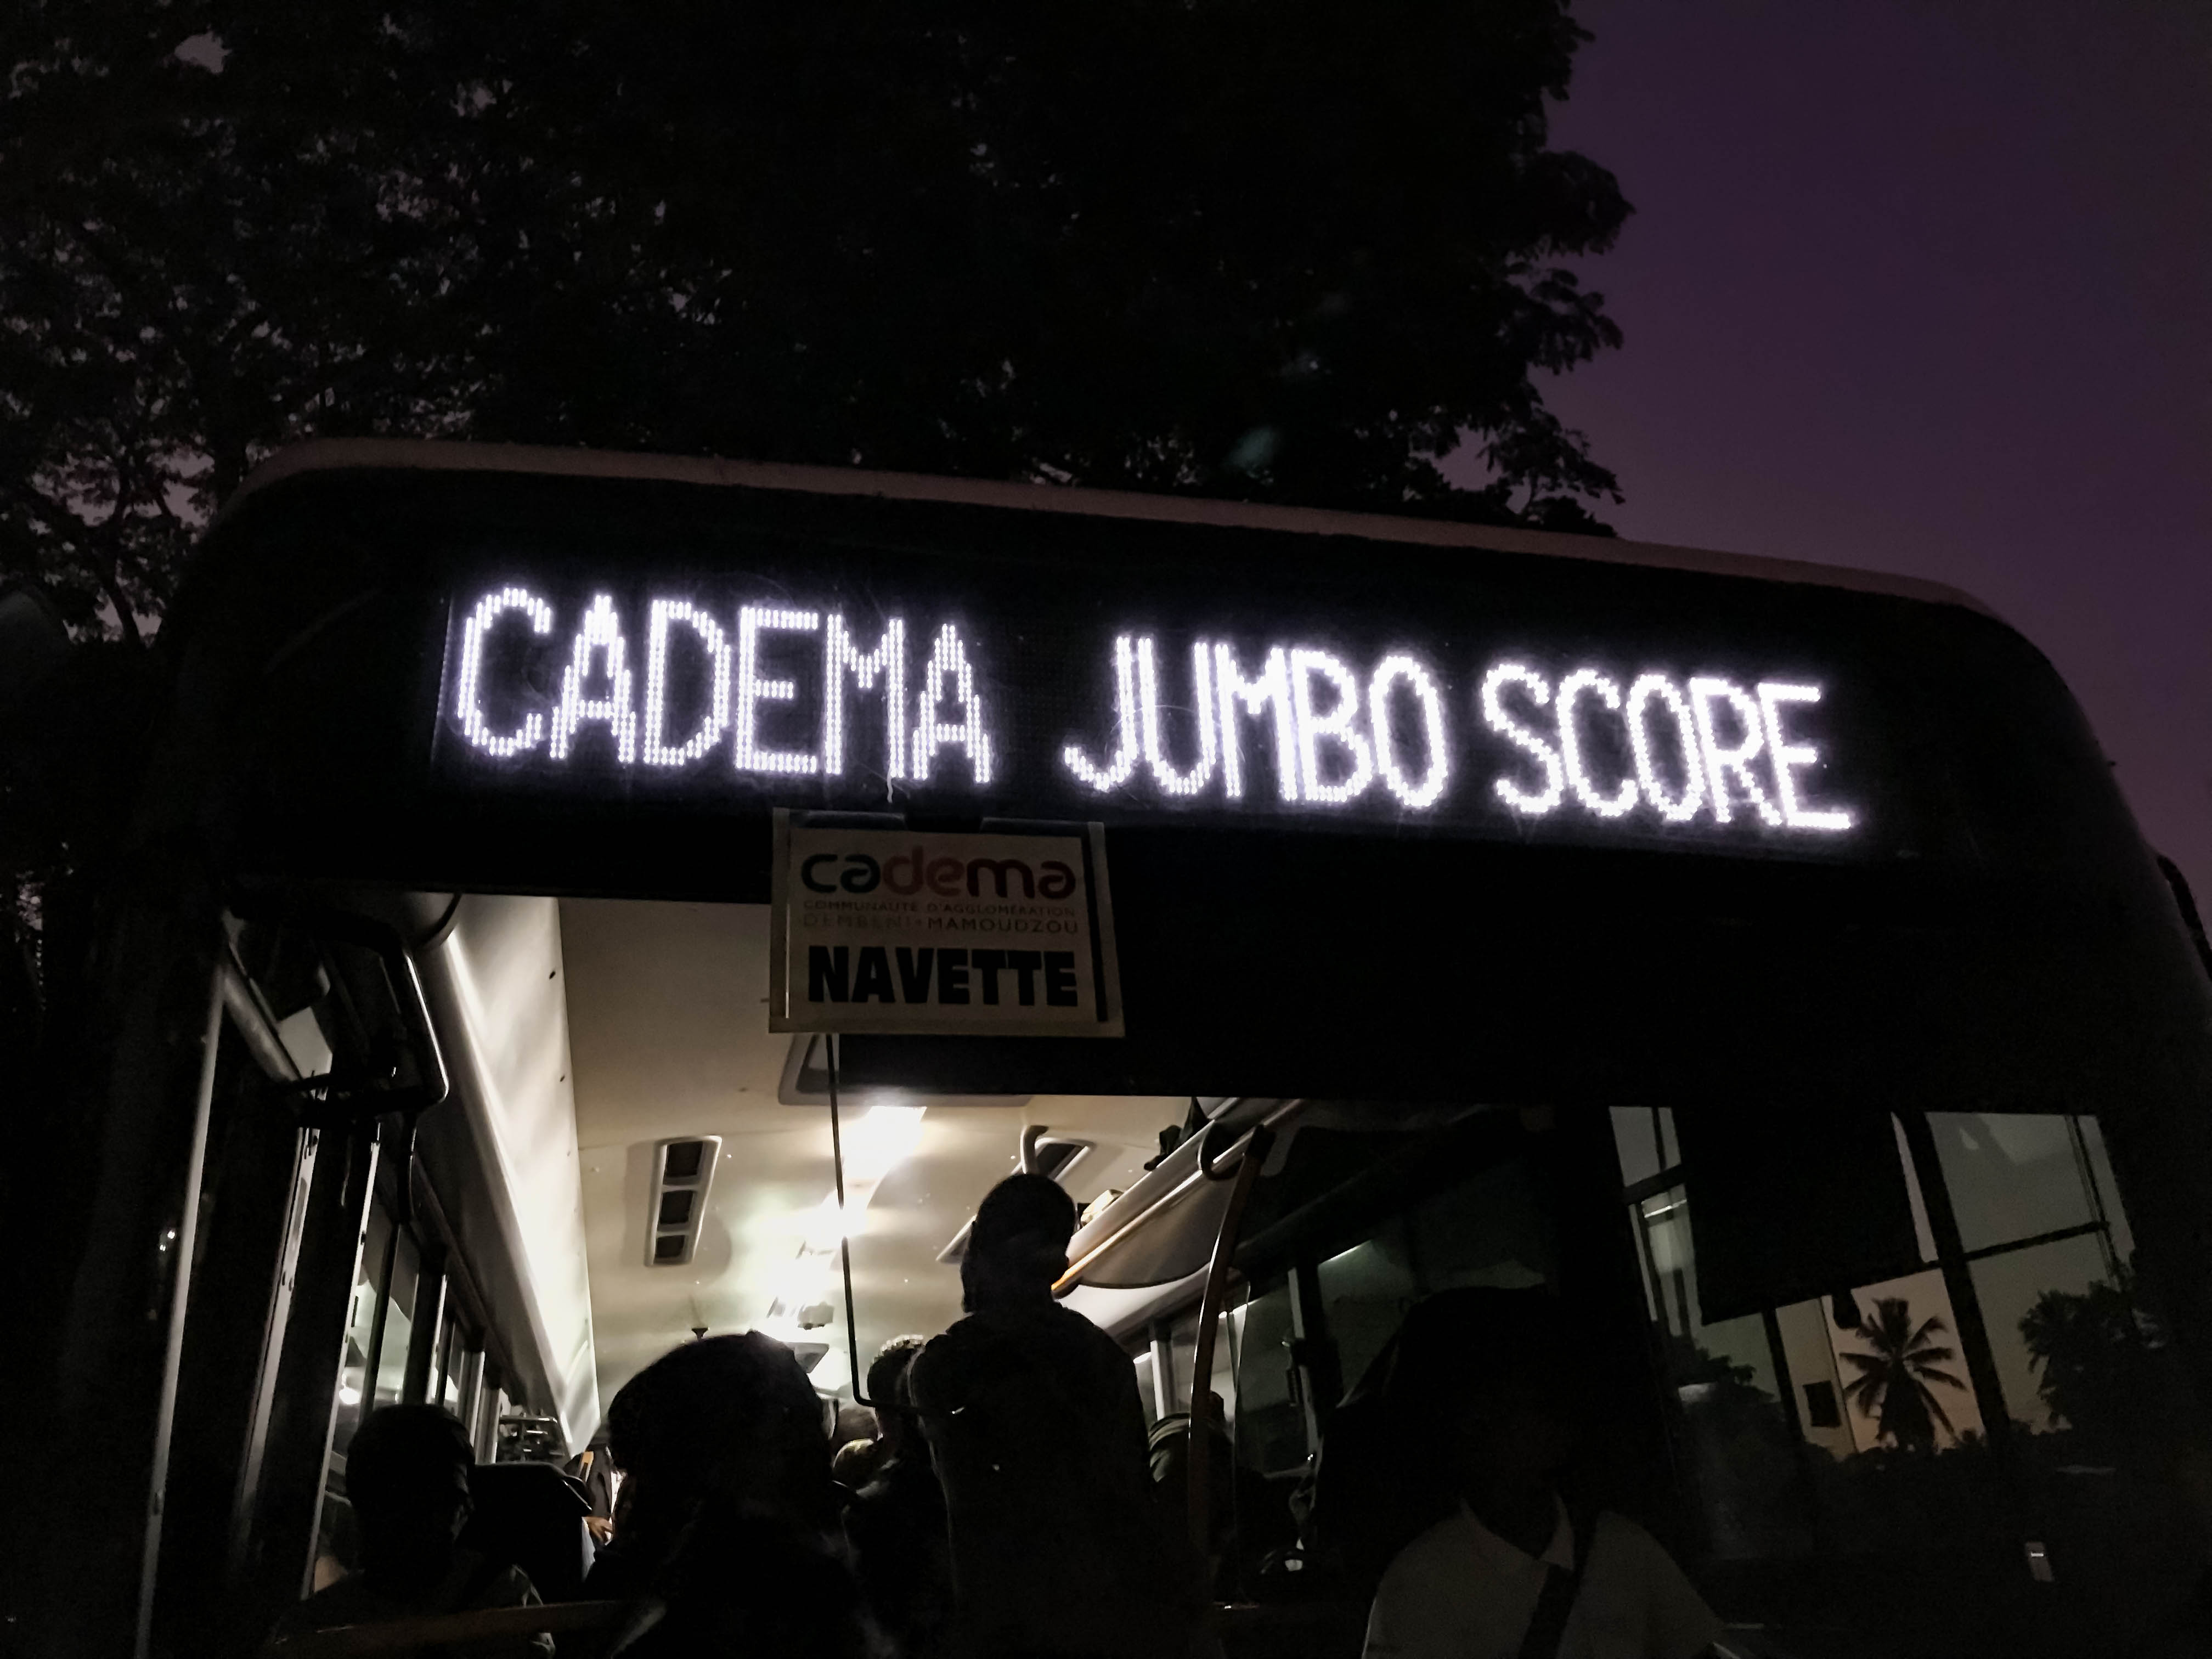 CADEMA JUMBO SCORE
cadema
COMMUNAUTÉ D'AGGLOMÉRATION
DEMBENI • MAMOUDZOU
NAVETTE